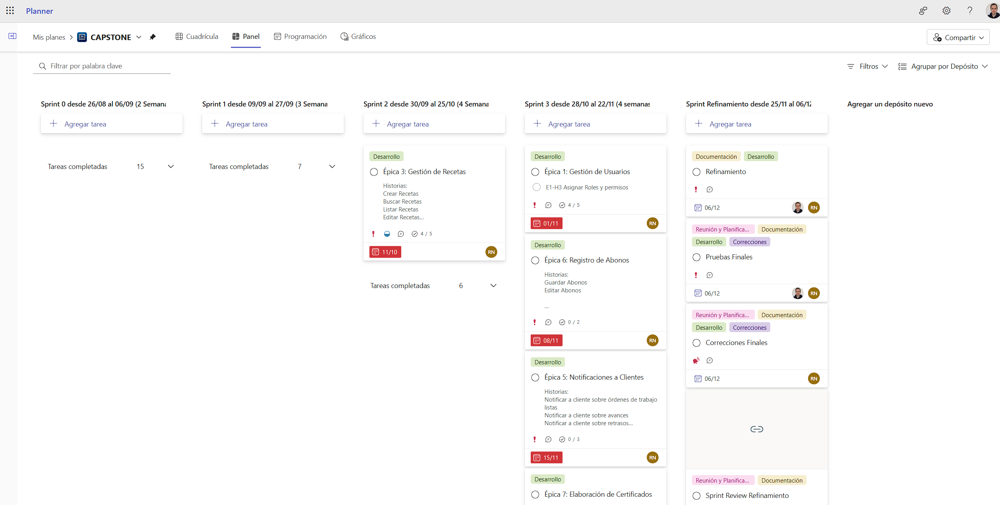 Planner
Mis planes
CAPSTONE
Cuadrícula
Panel
Programación
Gráficos
Compartir
Filtrar por palabra clave
Filtros
Agrupar por Depósito
Sprint 0 desde 26/08 al 06/09 (2 Semana
Agregar tarea
Tareas completadas 15
Sprint 1 desde 09/09 al 27/09 (3 Semana
Agregar tarea
Tareas completadas 7
Sprint 2 desde 30/09 al 25/10 (4 Semana
Agregar tarea
Desarrollo
Épica 3: Gestión de Recetas
Historias:
Crear Recetas
Buscar Recetas
Listar Recetas
Editar Recetas...
4 / 5
11/10
RN
Tareas completadas 6
Sprint 3 desde 28/10 al 22/11 (4 semanas
Agregar tarea
Desarrollo
Épica 1: Gestión de Usuarios
E1-H3 Asignar Roles y permisos
4 / 5
01/11
RN
Desarrollo
Épica 6: Registro de Abonos
Historias:
Guardar Abonos
Editar Abonos
...
0 / 2
08/11
RN
Desarrollo
Épica 5: Notificaciones a Clientes
Historias:
Notificar a cliente sobre órdenes de trabajo
listas
Notificar a cliente sobre avances
Notificar a cliente sobre retrasos...
0 / 3
15/11
RN
Desarrollo
Épica 7: Elaboración de Certificados
Sprint Refinamiento desde 25/11 al 06/12
Agregar tarea
Documentación Desarrollo
Refinamiento
06/12
RN
Reunión y Planifica... Documentación
Desarrollo Correcciones
Pruebas Finales
06/12
RN
Reunión y Planifica... Documentación
Desarrollo Correcciones
Correcciones Finales
06/12
RN
Reunión y Planifica... Documentación
Sprint Review Refinamiento
Agregar un depósito nuevo